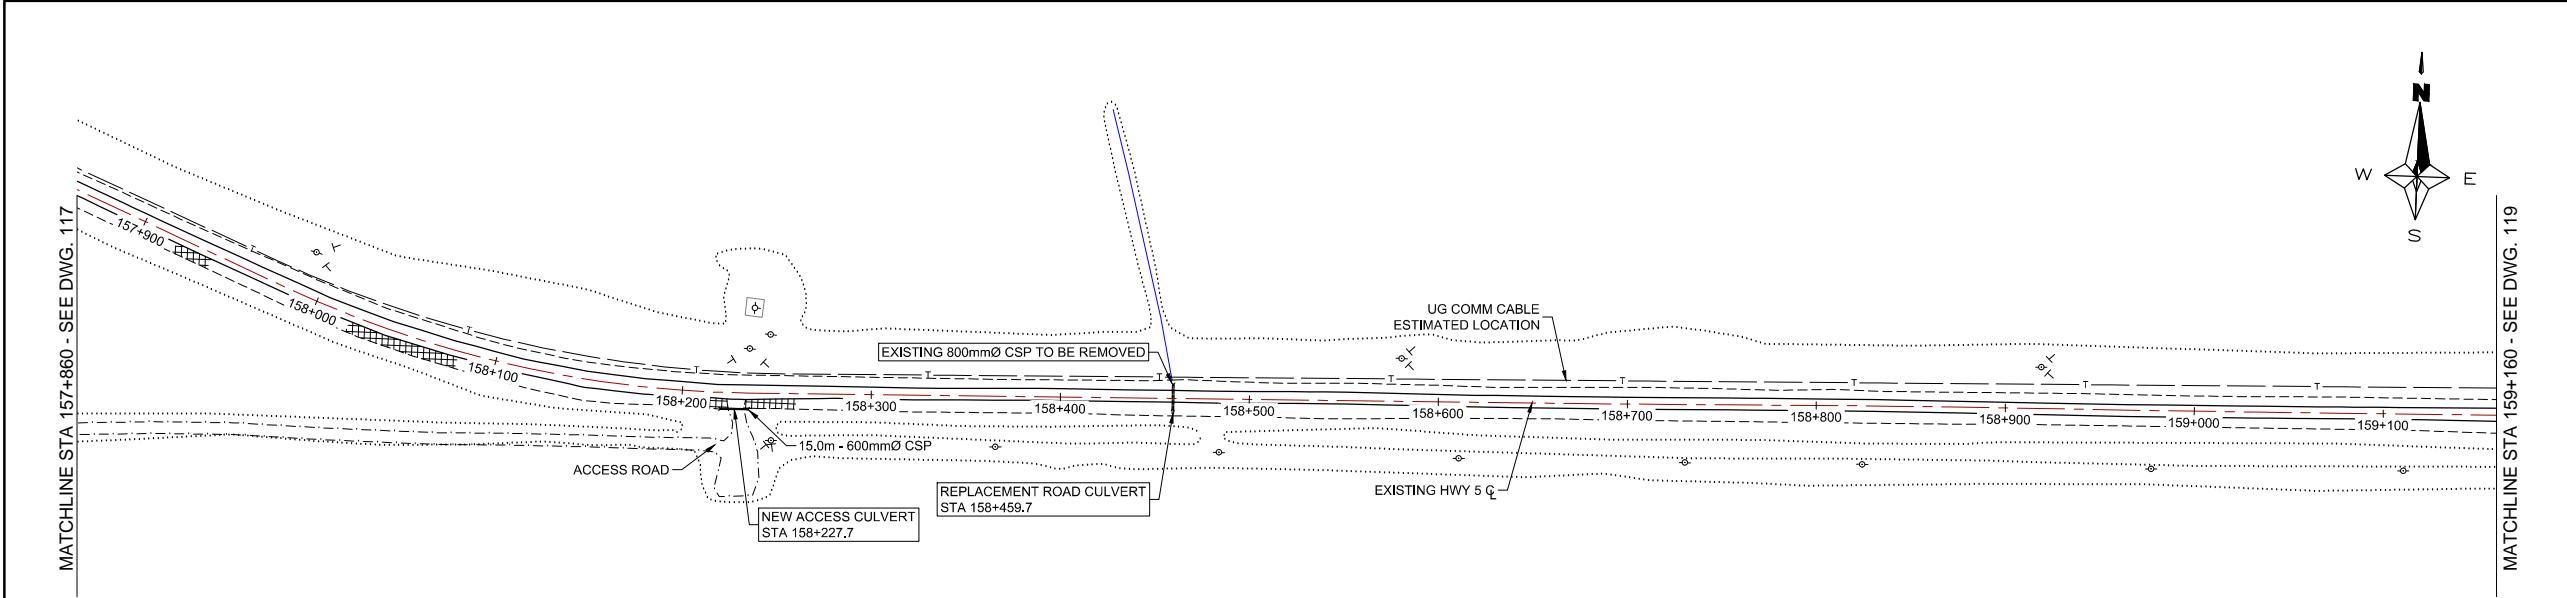 MATCHLINE STA 157+860 - SEE DWG. 117
157+900
158+000
158+100
158+200
158+300
158+400
158+500
158+600
158+700
158+800
158+900
159+000
159+100
EXISTING 800mmØ CSP TO BE REMOVED
UG COMM CABLE
ESTIMATED LOCATION
15.0m - 600mmØ CSP
ACCESS ROAD
NEW ACCESS CULVERT
STA 158+227.7
REPLACEMENT ROAD CULVERT
STA 158+459.7
EXISTING HWY 5 ℄
N
W
E
S
T
T
T
T
T
T
T
T
T
T
MATCHLINE STA 159+160 - SEE DWG. 119